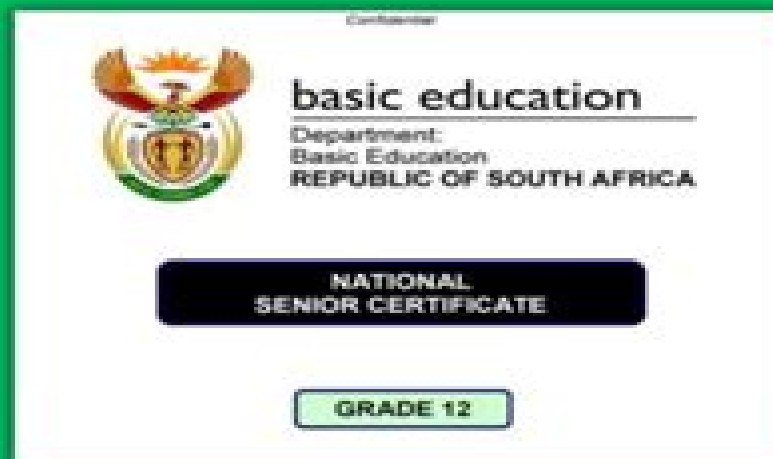 Confidential
basic education
Department:
Basic Education
REPUBLIC OF SOUTH AFRICA
NATIONAL
SENIOR CERTIFICATE
GRADE 12